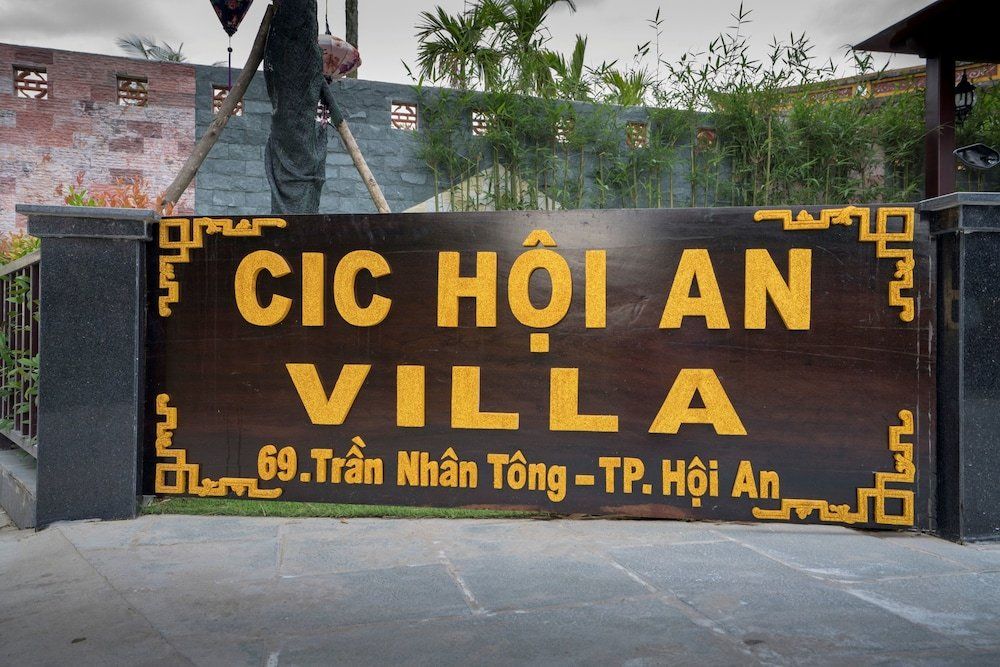 CIC HỘI AN
VILLA
69.Trần Nhân Tông - TP. Hội An